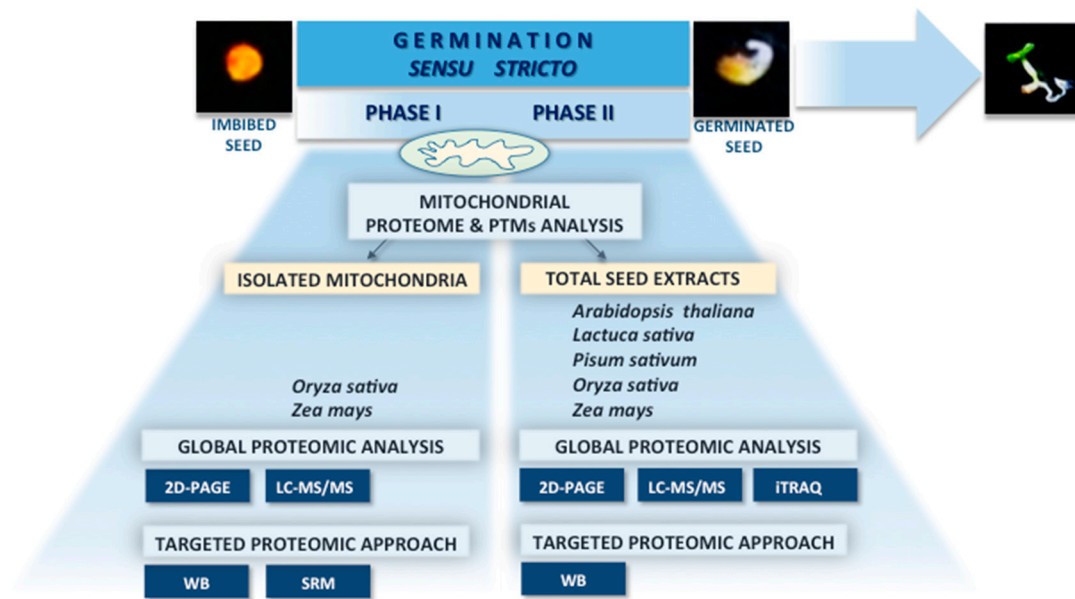 GERMINATION
SENSU STRICTO
PHASE I PHASE II
IMBIBED
SEED
GERMINATED
SEED
MITOCHONDRIAL
PROTEOME & PTMs ANALYSIS
ISOLATED MITOCHONDRIA
Oryza sativa
Zea mays
GLOBAL PROTEOMIC ANALYSIS
2D-PAGE LC-MS/MS
TARGETED PROTEOMIC APPROACH
WB SRM
TOTAL SEED EXTRACTS
Arabidopsis thaliana
Lactuca sativa
Pisum sativum
Oryza sativa
Zea mays
GLOBAL PROTEOMIC ANALYSIS
2D-PAGE LC-MS/MS iTRAQ
TARGETED PROTEOMIC APPROACH
WB